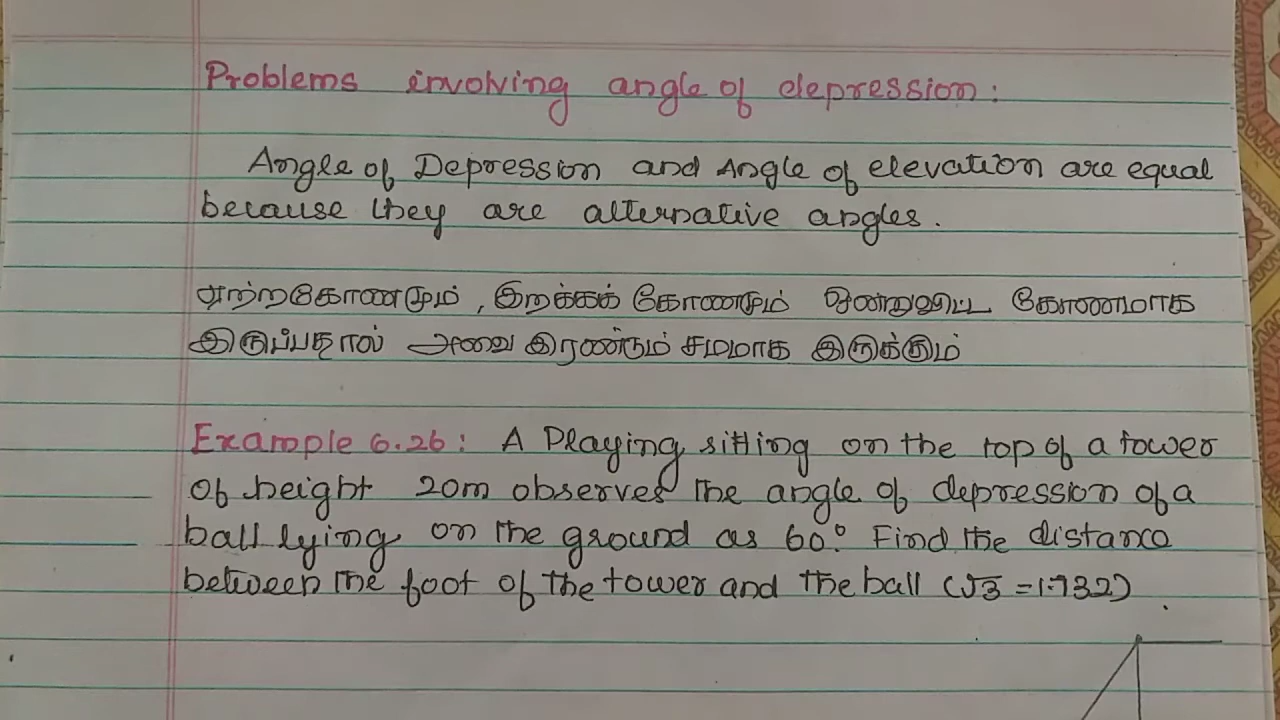 Problems involving angle of depression:
Angle of Depression and Angle of elevation are equal
because they are alternative angles.
ஏற்றகோணமும், இறக்கக் கோணமும் ஒன்றுவிட்ட கோணமாக
இருப்பதால் அவை இரண்டும் சமமாக இருக்கும்
Example 6.26: A Playing sitting on the top of a tower
of height 20m observes the angle of depression of a
ball lying on the ground as 60°. Find the distance
between the foot of the tower and the ball (√3 = 1.732)